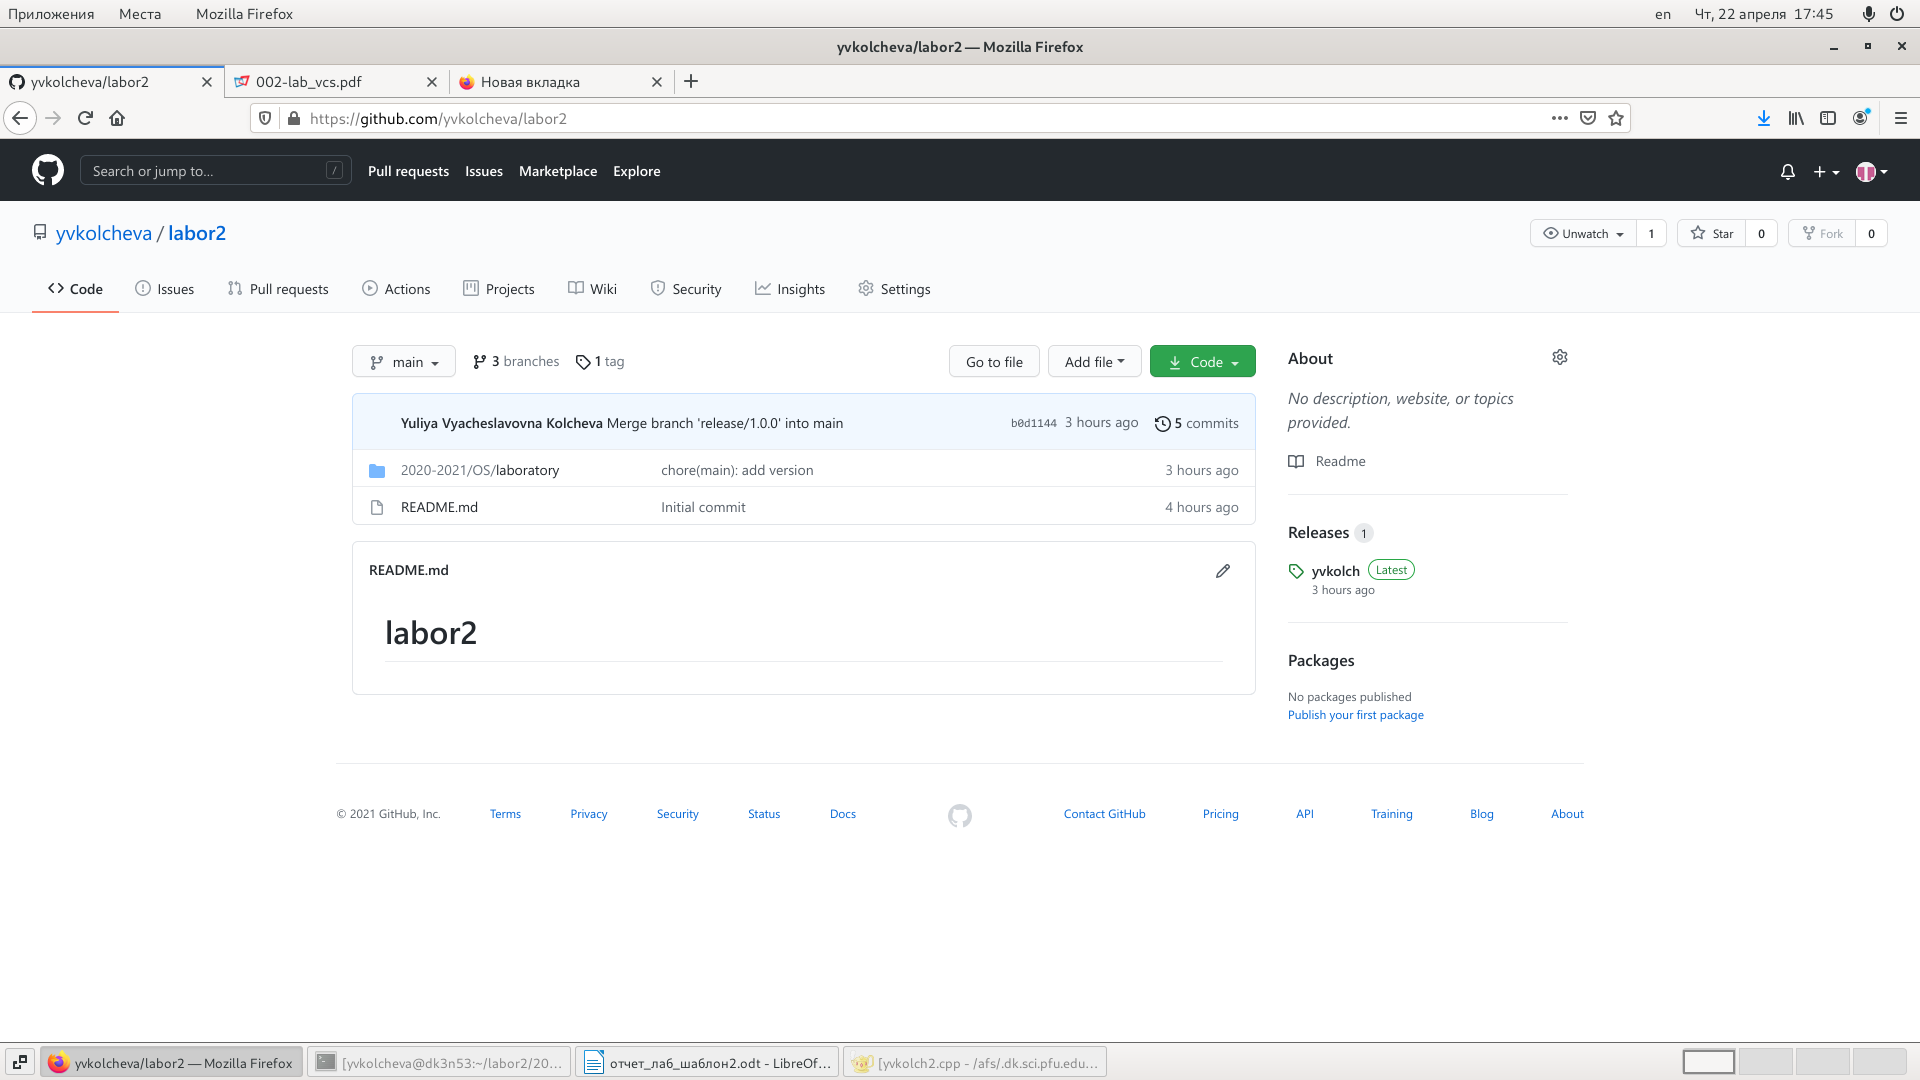 Приложения Места Mozilla Firefox en Чт, 22 апреля 17:45
yvkolcheva/labor2 — Mozilla Firefox
yvkolcheva/labor2 002-lab_vcs.pdf Новая вкладка
https://github.com/yvkolcheva/labor2
Search or jump to... / Pull requests Issues Marketplace Explore
yvkolcheva / labor2 Unwatch 1 Star 0 Fork 0
Code Issues Pull requests Actions Projects Wiki Security Insights Settings
main 3 branches 1 tag Go to file Add file Code
Yuliya Vyacheslavovna Kolcheva Merge branch 'release/1.0.0' into main b0d1144 3 hours ago 5 commits
2020-2021/OS/laboratory chore(main): add version 3 hours ago
README.md Initial commit 4 hours ago
README.md
labor2
About
No description, website, or topics
provided.
Readme
Releases 1
yvkolch Latest
3 hours ago
Packages
No packages published
Publish your first package
© 2021 GitHub, Inc. Terms Privacy Security Status Docs Contact GitHub Pricing API Training Blog About
yvkolcheva/labor2 — Mozilla Firefox [yvkolcheva@dk3n53:~/labor2/20... отчет_лаб_шаблон2.odt - LibreOf... [yvkolch2.cpp - /afs/.dk.sci.pfu.edu...